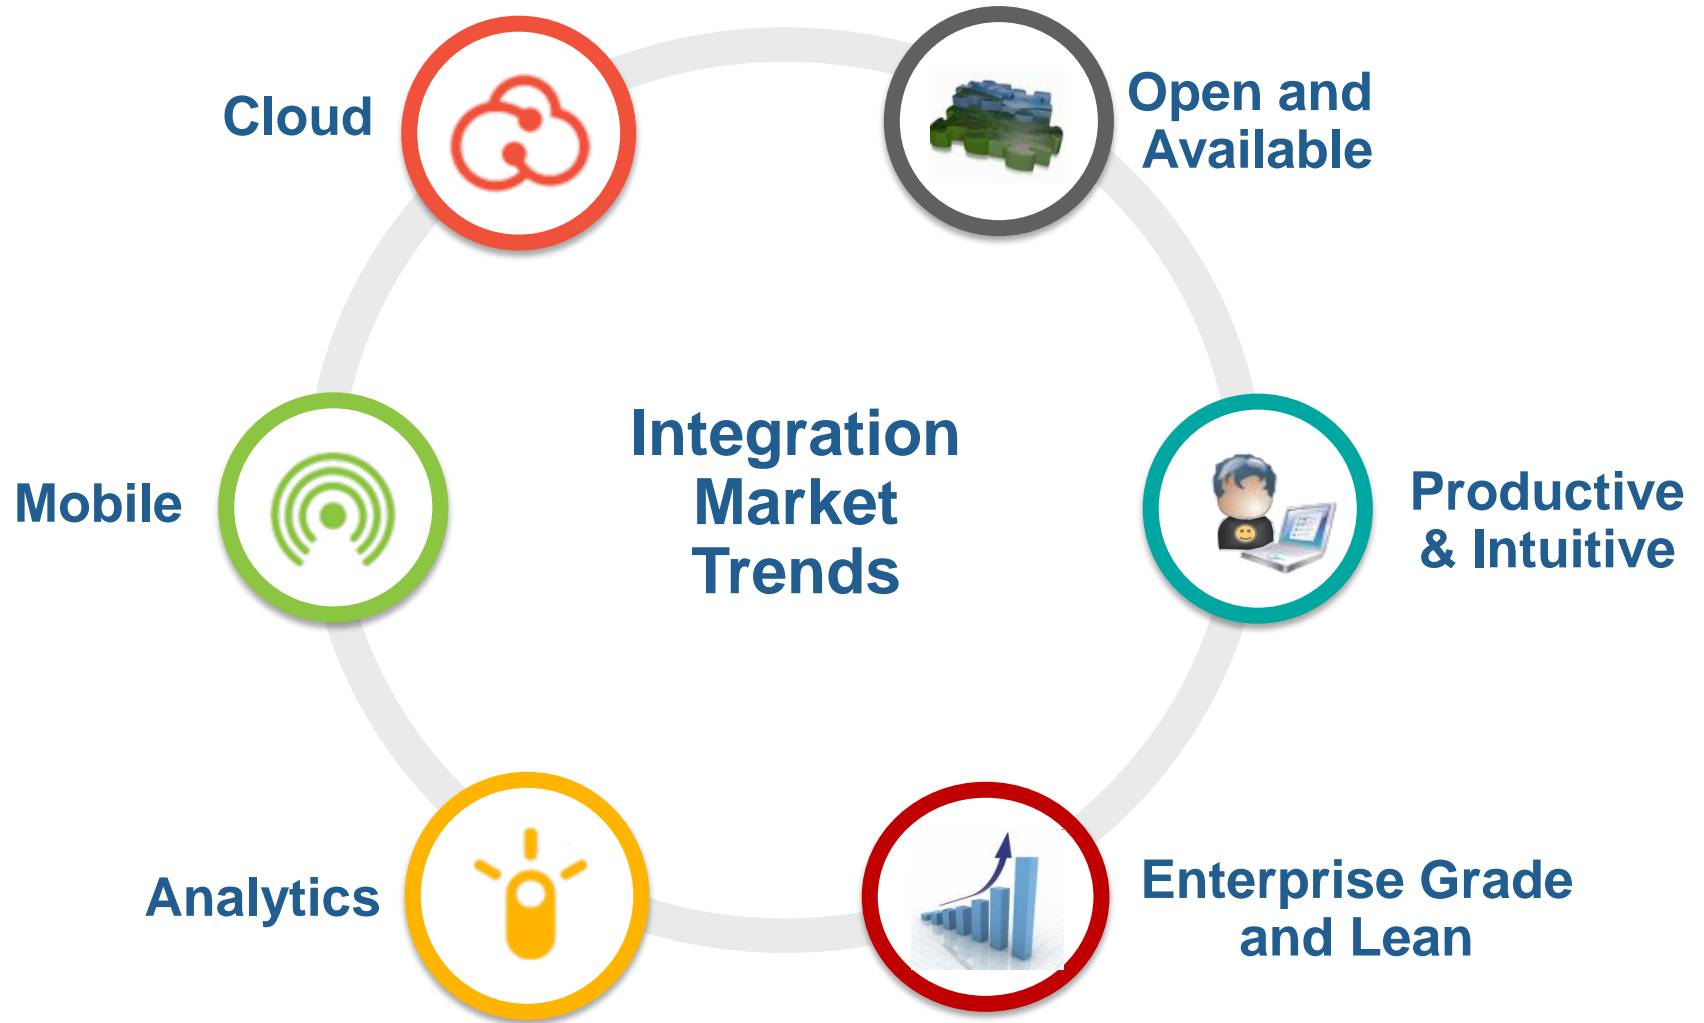 Cloud
Open and
Available
Integration
Market
Trends
Mobile
Productive
& Intuitive
Analytics
Enterprise Grade
and Lean